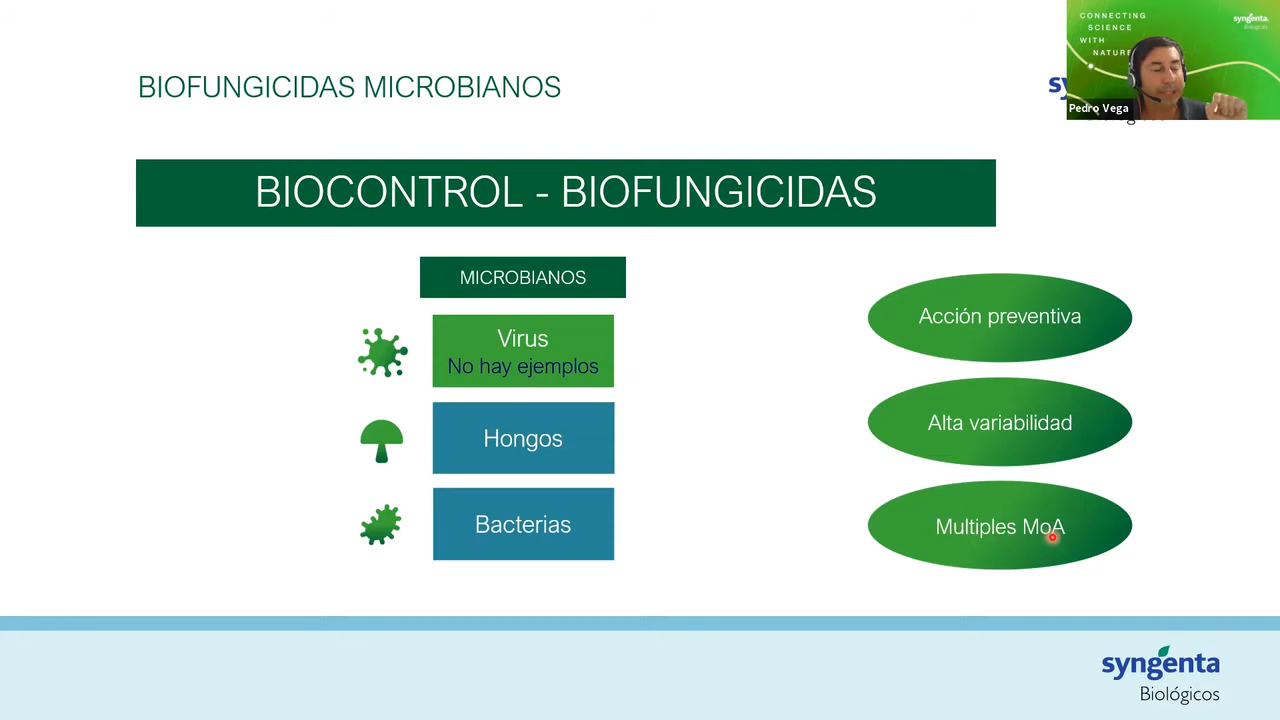 CONNECTING
SCIENCE
WITH
NATURE
syngenta
Pedro Vega
BIOFUNGICIDAS MICROBIANOS
BIOCONTROL - BIOFUNGICIDAS
MICROBIANOS
Virus
No hay ejemplos
Hongos
Bacterias
Acción preventiva
Alta variabilidad
Multiples MoA
syngenta
Biológicos